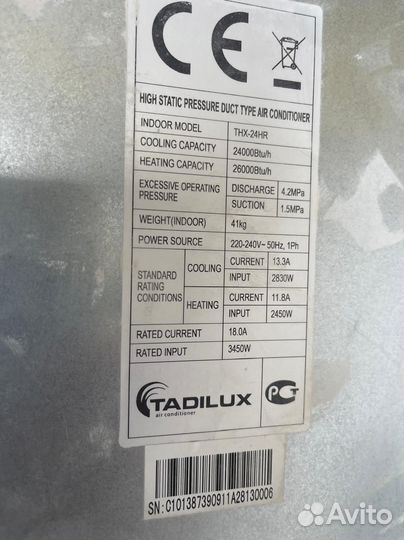 CE
HIGH STATIC PRESSURE DUCT TYPE AIR CONDITIONER
INDOOR MODEL THX-24HR
COOLING CAPACITY 24000Btu/h
HEATING CAPACITY 26000Btu/h
EXCESSIVE OPERATING PRESSURE DISCHARGE 4.2MPa
SUCTION 1.5MPa
WEIGHT(INDOOR) 41kg
POWER SOURCE 220-240V~ 50Hz, 1Ph
STANDARD RATING CONDITIONS COOLING CURRENT 13.3A
INPUT 2830W
HEATING CURRENT 11.8A
INPUT 2450W
RATED CURRENT 18.0A
RATED INPUT 3450W
TADILUX
air conditioner
РСТ
SN:C101387390911A28130006
Avito